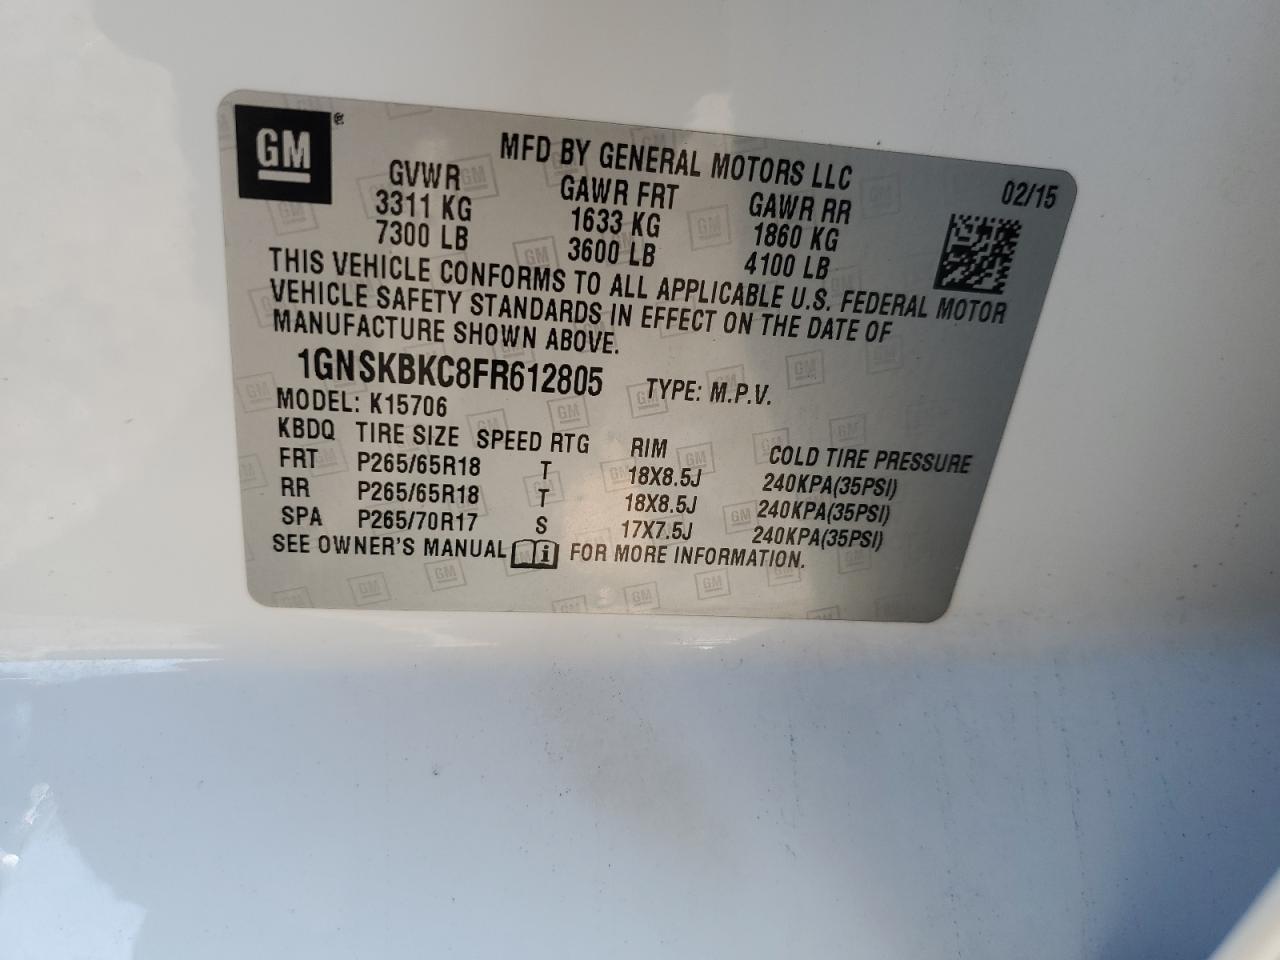 GM
MFD BY GENERAL MOTORS LLC
02/15
GVWR GAWR FRT GAWR RR
3311 KG 1633 KG 1860 KG
7300 LB 3600 LB 4100 LB
THIS VEHICLE CONFORMS TO ALL APPLICABLE U.S. FEDERAL MOTOR
VEHICLE SAFETY STANDARDS IN EFFECT ON THE DATE OF
MANUFACTURE SHOWN ABOVE.
1GNSKBKC8FR612805 TYPE: M.P.V.
MODEL: K15706
KBDQ TIRE SIZE SPEED RTG RIM COLD TIRE PRESSURE
FRT P265/65R18 T 18X8.5J 240KPA(35PSI)
RR P265/65R18 T 18X8.5J 240KPA(35PSI)
SPA P265/70R17 S 17X7.5J 240KPA(35PSI)
SEE OWNER'S MANUAL i FOR MORE INFORMATION.